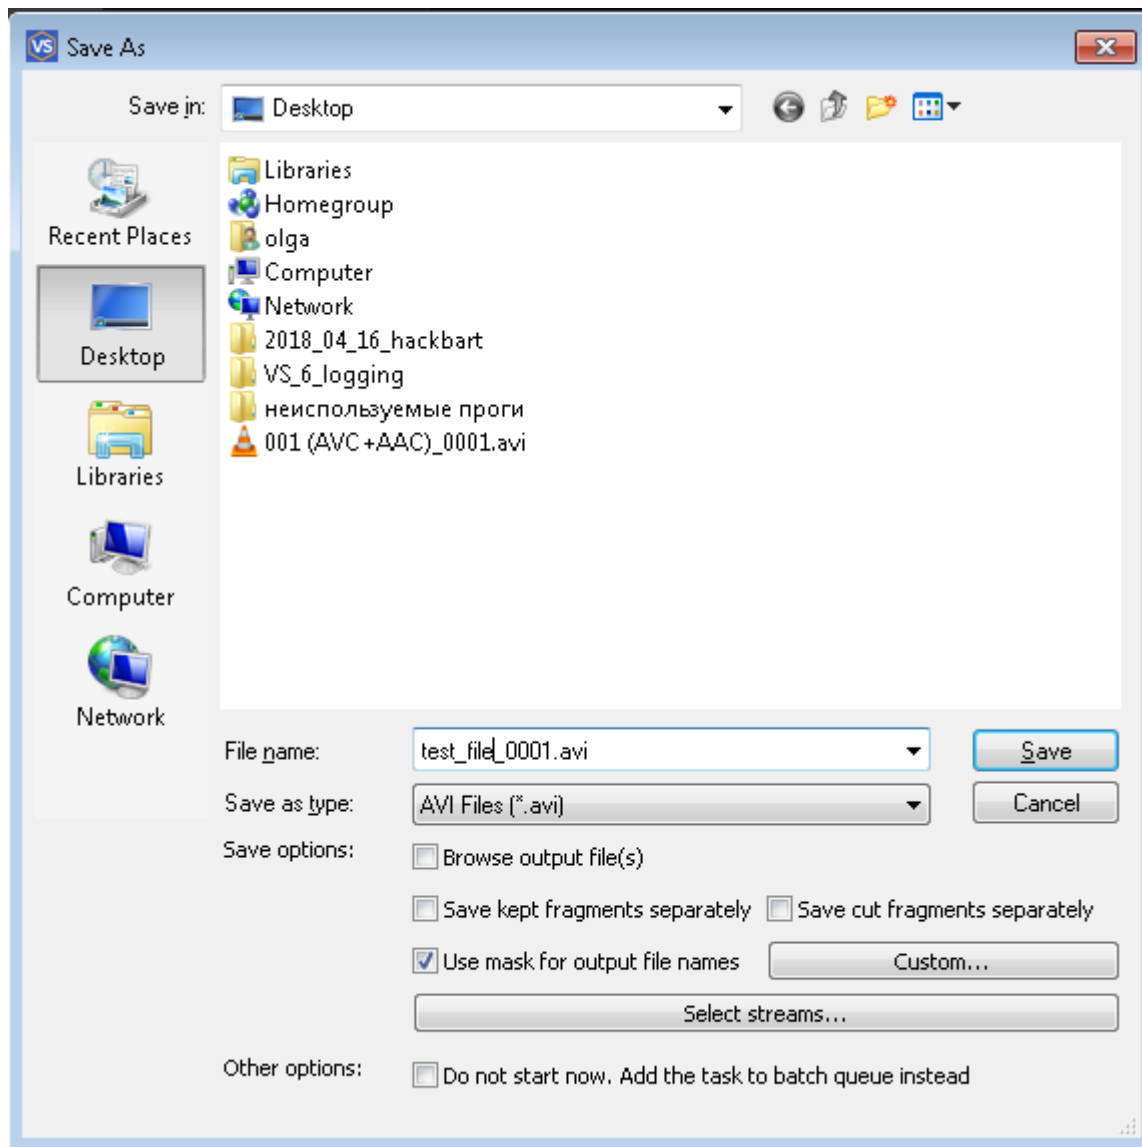 VS Save As
Save in: Desktop
Recent Places
Desktop
Libraries
Computer
Network
Libraries
Homegroup
olga
Computer
Network
2018_04_16_hackbart
VS_6_logging
неиспользуемые проги
001 (AVC+AAC)_0001.avi
File name: test_file_0001.avi Save
Save as type: AVI Files (*.avi) Cancel
Save options: Browse output file(s)
Save kept fragments separately Save cut fragments separately
Use mask for output file names Custom...
Select streams...
Other options: Do not start now. Add the task to batch queue instead